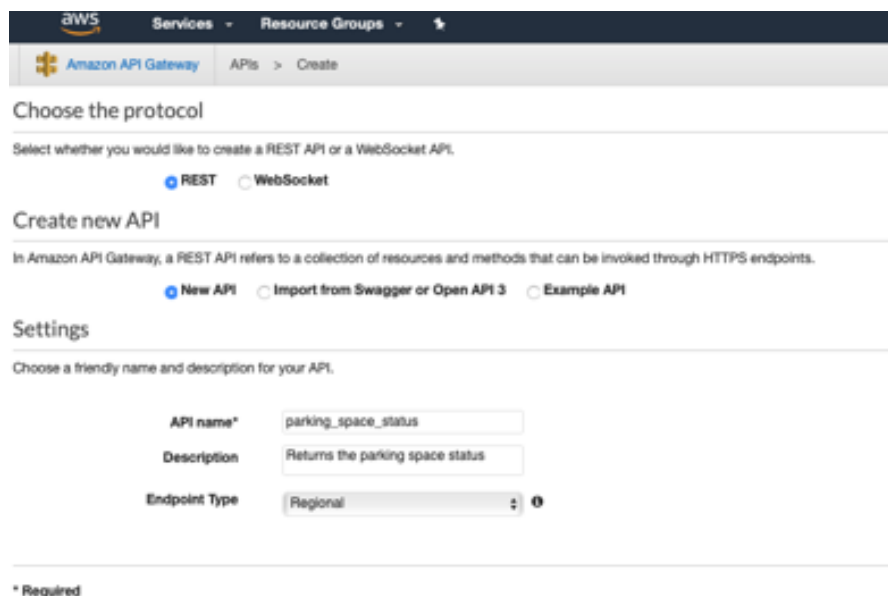 aws Services Resource Groups
Amazon API Gateway APIs > Create
Choose the protocol
Select whether you would like to create a REST API or a WebSocket API.
REST WebSocket
Create new API
In Amazon API Gateway, a REST API refers to a collection of resources and methods that can be invoked through HTTPS endpoints.
New API Import from Swagger or Open API 3 Example API
Settings
Choose a friendly name and description for your API.
API name* parking_space_status
Description Returns the parking space status
Endpoint Type Regional
* Required